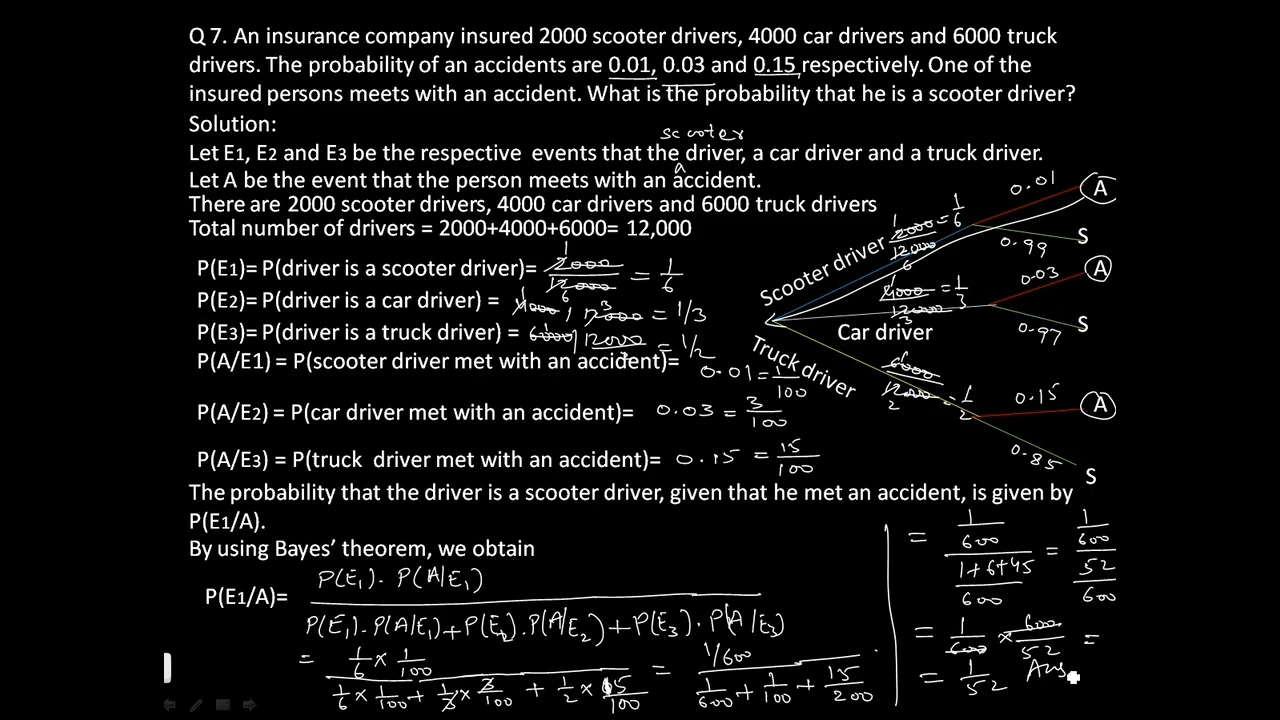 Q 7. An insurance company insured 2000 scooter drivers, 4000 car drivers and 6000 truck
drivers. The probability of an accidents are 0.01, 0.03 and 0.15 respectively. One of the
insured persons meets with an accident. What is the probability that he is a scooter driver?
Solution:
scooter
Let E1, E2 and E3 be the respective events that the driver, a car driver and a truck driver.
Let A be the event that the person meets with an accident.
There are 2000 scooter drivers, 4000 car drivers and 6000 truck drivers
Total number of drivers = 2000+4000+6000= 12,000
P(E1)= P(driver is a scooter driver)= 2000/12000 = 1/6
P(E2)= P(driver is a car driver) = 4000/12000 = 1/3
P(E3)= P(driver is a truck driver) = 6000/12000 = 1/2
P(A/E1) = P(scooter driver met with an accident)= 0.01 = 1/100
P(A/E2) = P(car driver met with an accident)= 0.03 = 3/100
P(A/E3) = P(truck driver met with an accident)= 0.15 = 15/100
Scooter driver 2000/12000 = 1/6
0.01 A
0.99 S
Car driver 4000/12000 = 1/3
0.03 A
0.97 S
Truck driver 6000/12000 = 1/2
0.15 A
0.85 S
The probability that the driver is a scooter driver, given that he met an accident, is given by
P(E1/A).
By using Bayes' theorem, we obtain
P(E1/A)= P(E1). P(A/E1)
P(E1). P(A/E1) + P(E2). P(A/E2) + P(E3). P(A/E3)
= 1/6 × 1/100
1/6 × 1/100 + 1/3 × 3/100 + 1/2 × 15/100
= 1/600
1/600 + 1/100 + 15/200
= 1/600 = 1/600
1+6+45/600 52/600
= 1/600 × 600/52 =
= 1/52 Ans